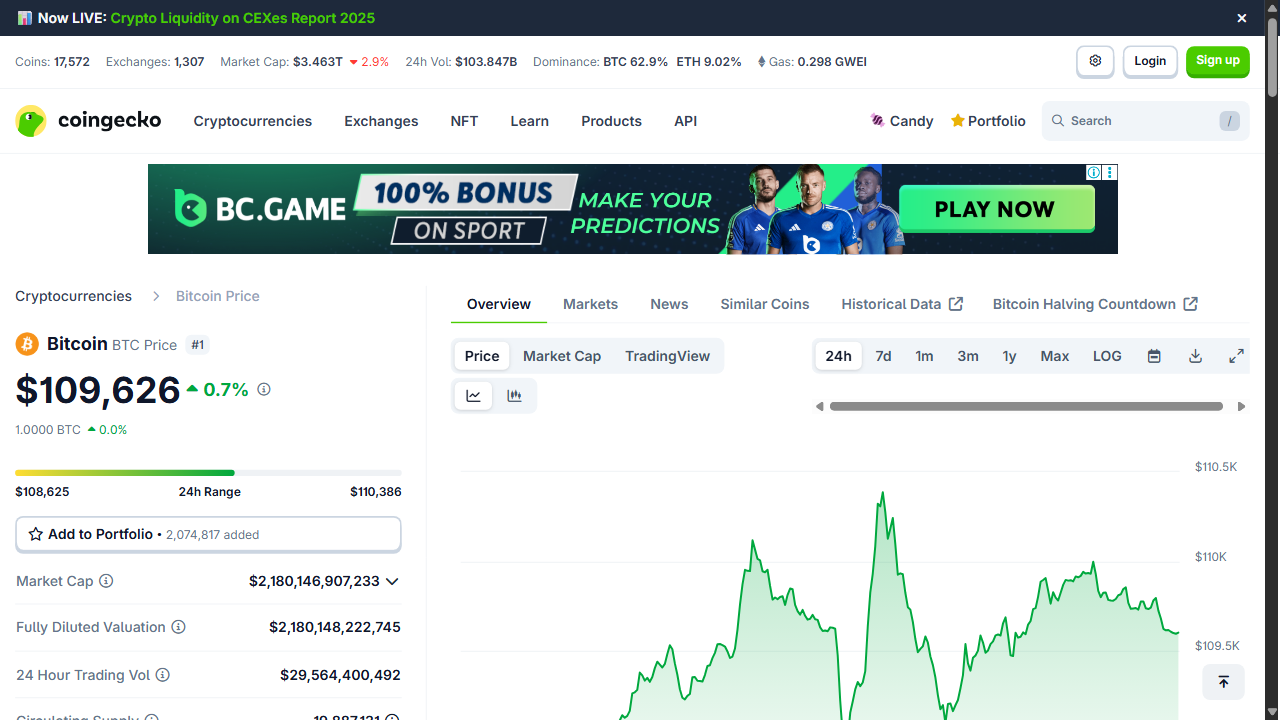 Now LIVE: Crypto Liquidity on CEXes Report 2025
Coins: 17,572 Exchanges: 1,307 Market Cap: $3.463T 2.9% 24h Vol: $103.847B Dominance: BTC 62.9% ETH 9.02% Gas: 0.298 GWEI
Login
Sign up
coingecko
Cryptocurrencies Exchanges NFT Learn Products API
Candy Portfolio
Search /
BC.GAME
100% BONUS
ON SPORT
MAKE YOUR
PREDICTIONS
PLAY NOW
Cryptocurrencies Bitcoin Price
Bitcoin BTC Price #1
$109,626 0.7%
1.0000 BTC 0.0%
$108,625 24h Range $110,386
Add to Portfolio • 2,074,817 added
Market Cap $2,180,146,907,233
Fully Diluted Valuation $2,180,148,222,745
24 Hour Trading Vol $29,564,400,492
Circulating Supply 19,887,131
Overview Markets News Similar Coins Historical Data Bitcoin Halving Countdown
Price Market Cap TradingView
24h 7d 1m 3m 1y Max LOG
$110.5K
$110K
$109.5K